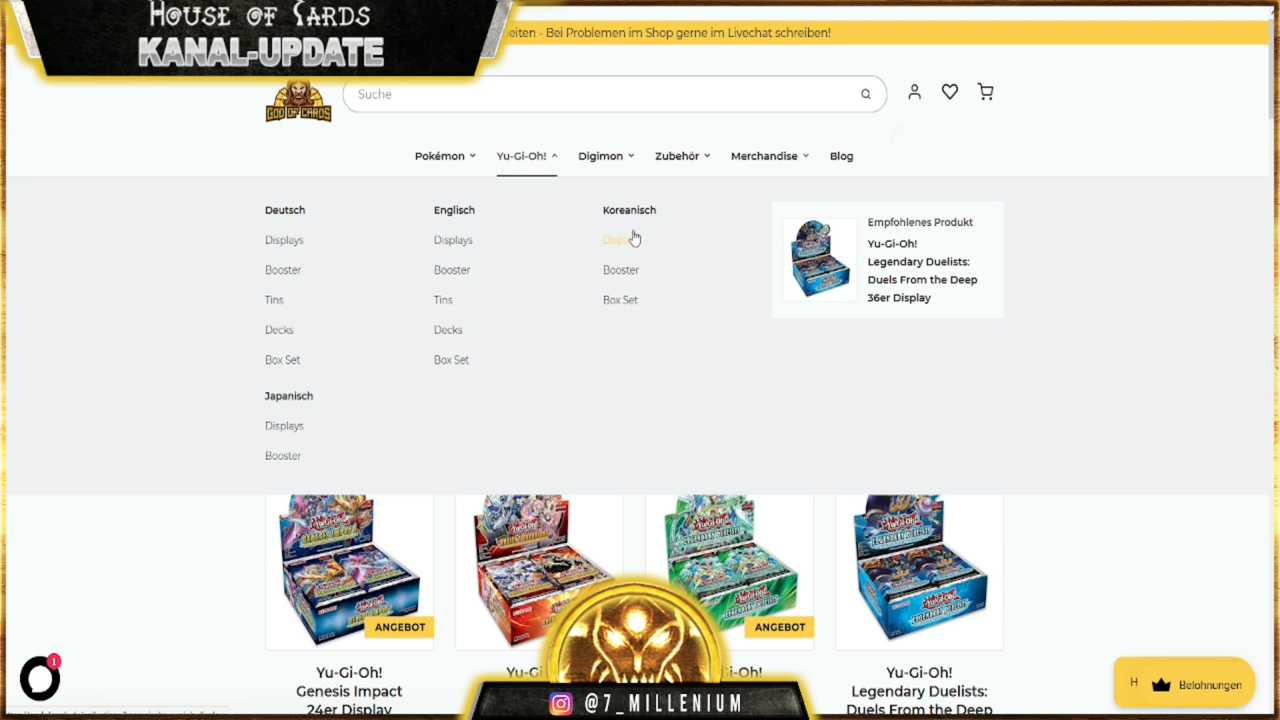 House of Cards
KANAL-UPDATE
eiten - Bei Problemen im Shop gerne im Livechat schreiben!
GOD OF CARDS
Suche
Pokémon
Yu-Gi-Oh!
Digimon
Zubehör
Merchandise
Blog
Deutsch
Displays
Booster
Tins
Decks
Box Set
Englisch
Displays
Booster
Tins
Decks
Box Set
Koreanisch
Displ
Booster
Box Set
Japanisch
Displays
Booster
Empfohlenes Produkt
Yu-Gi-Oh!
Legendary Duelists:
Duels From the Deep
36er Display
ANGEBOT
ANGEBOT
Yu-Gi-Oh!
Genesis Impact
24er Display
Yu-G
-Oh!
Yu-Gi-Oh!
Legendary Duelists:
Duels From the Deep
1
H
Belohnungen
@7_MILLENIUM